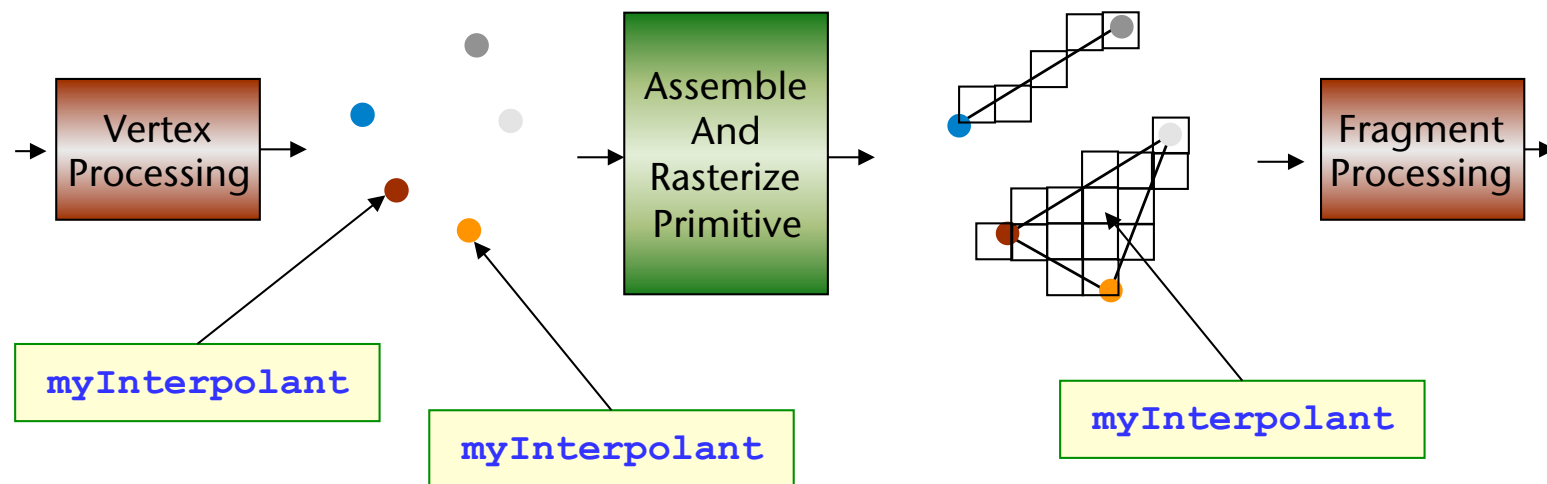 Vertex
Processing
Assemble
And
Rasterize
Primitive
Fragment
Processing
myInterpolant
myInterpolant
myInterpolant